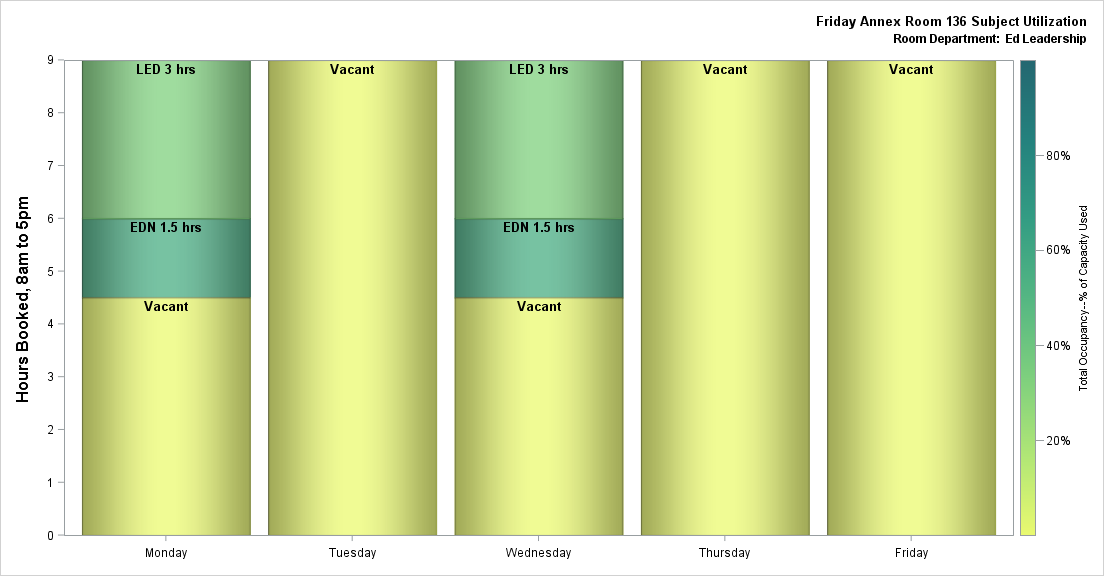 Friday Annex Room 136 Subject Utilization
Room Department: Ed Leadership
Hours Booked, 8am to 5pm
9
8
7
6
5
4
3
2
1
0
LED 3 hrs
EDN 1.5 hrs
Vacant
Vacant
LED 3 hrs
EDN 1.5 hrs
Vacant
Vacant
Vacant
Monday
Tuesday
Wednesday
Thursday
Friday
80%
60%
40%
20%
Total Occupancy--% of Capacity Used